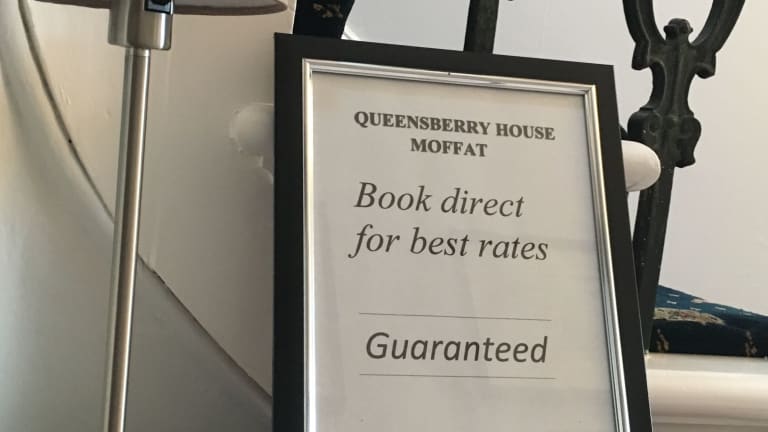 QUEENSBERRY HOUSE
MOFFAT
Book direct
for best rates
Guaranteed